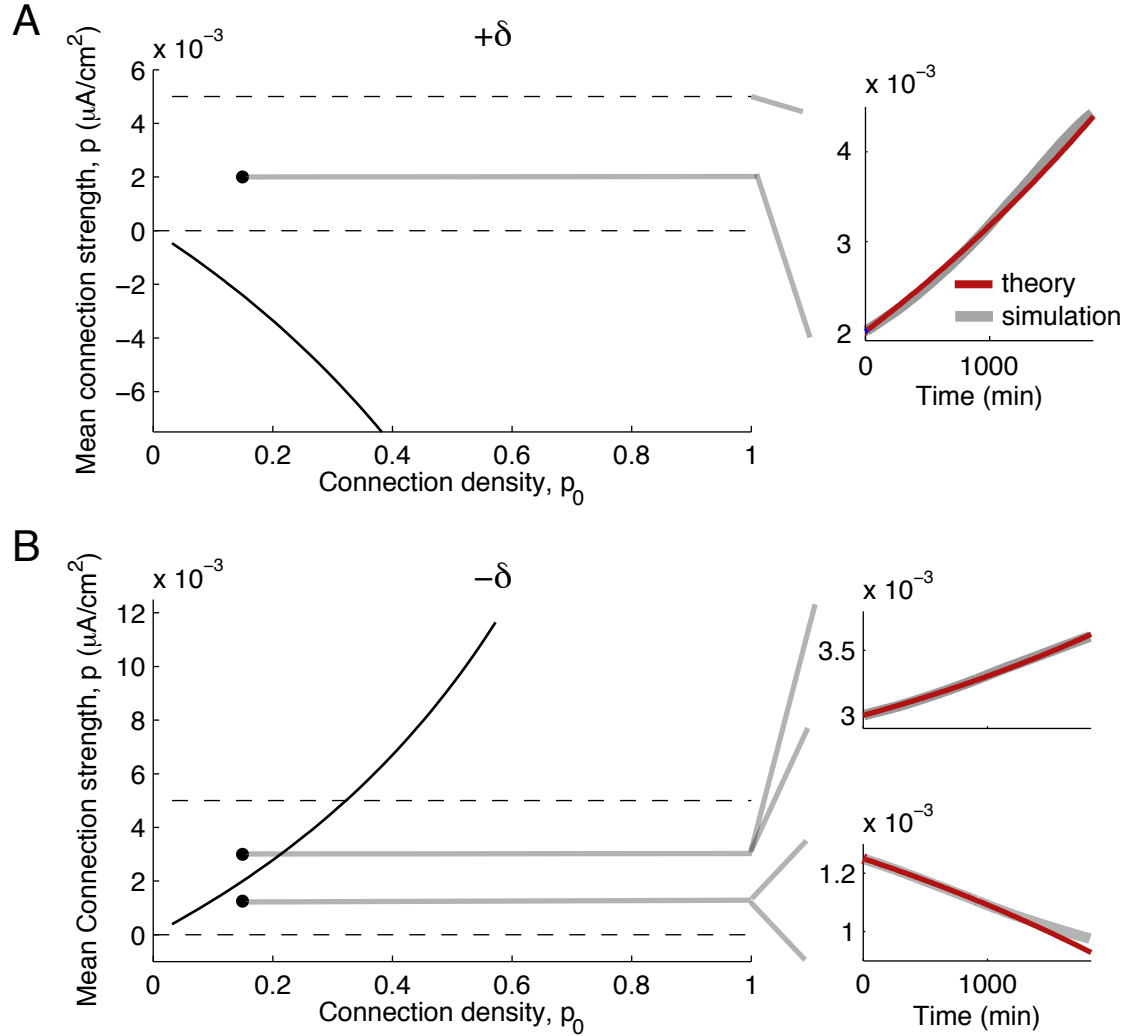 A
+δ
x 10⁻³
Mean connection strength, p (μA/cm²)
6
4
2
0
−2
−4
−6
0
0.2
0.4
0.6
0.8
1
Connection density, p₀
x 10⁻³
4
3
2
theory
simulation
0
1000
Time (min)
B
−δ
x 10⁻³
Mean Connection strength, p (μA/cm²)
12
10
8
6
4
2
0
0
0.2
0.4
0.6
0.8
1
Connection density, p₀
x 10⁻³
3.5
3
x 10⁻³
1.2
1
0
1000
Time (min)